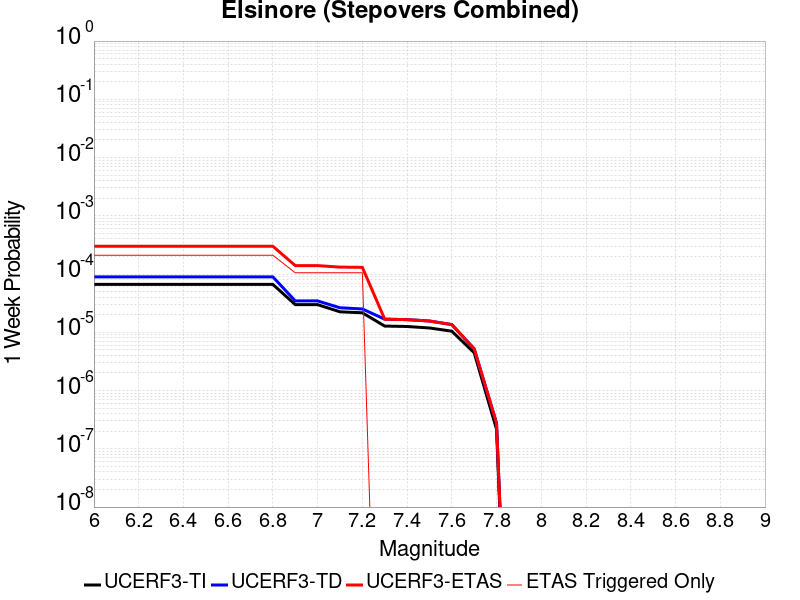 Elsinore (Stepovers Combined)
10^0
10^-1
10^-2
10^-3
10^-4
10^-5
10^-6
10^-7
10^-8
1 Week Probability
6 6.2 6.4 6.6 6.8 7 7.2 7.4 7.6 7.8 8 8.2 8.4 8.6 8.8 9
Magnitude
UCERF3-TI UCERF3-TD UCERF3-ETAS ETAS Triggered Only